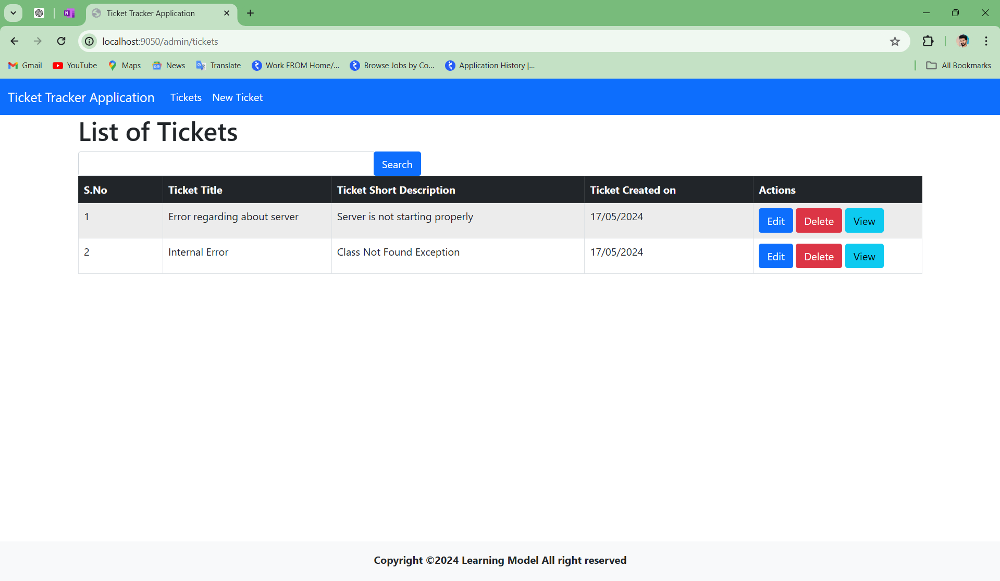 Ticket Tracker Application
localhost:9050/admin/tickets
Gmail YouTube Maps News Translate Work FROM Home/... Browse Jobs by Co... Application History |... All Bookmarks
Ticket Tracker Application Tickets New Ticket
List of Tickets
Search
S.No Ticket Title Ticket Short Description Ticket Created on Actions
1 Error regarding about server Server is not starting properly 17/05/2024 Edit Delete View
2 Internal Error Class Not Found Exception 17/05/2024 Edit Delete View
Copyright ©2024 Learning Model All right reserved